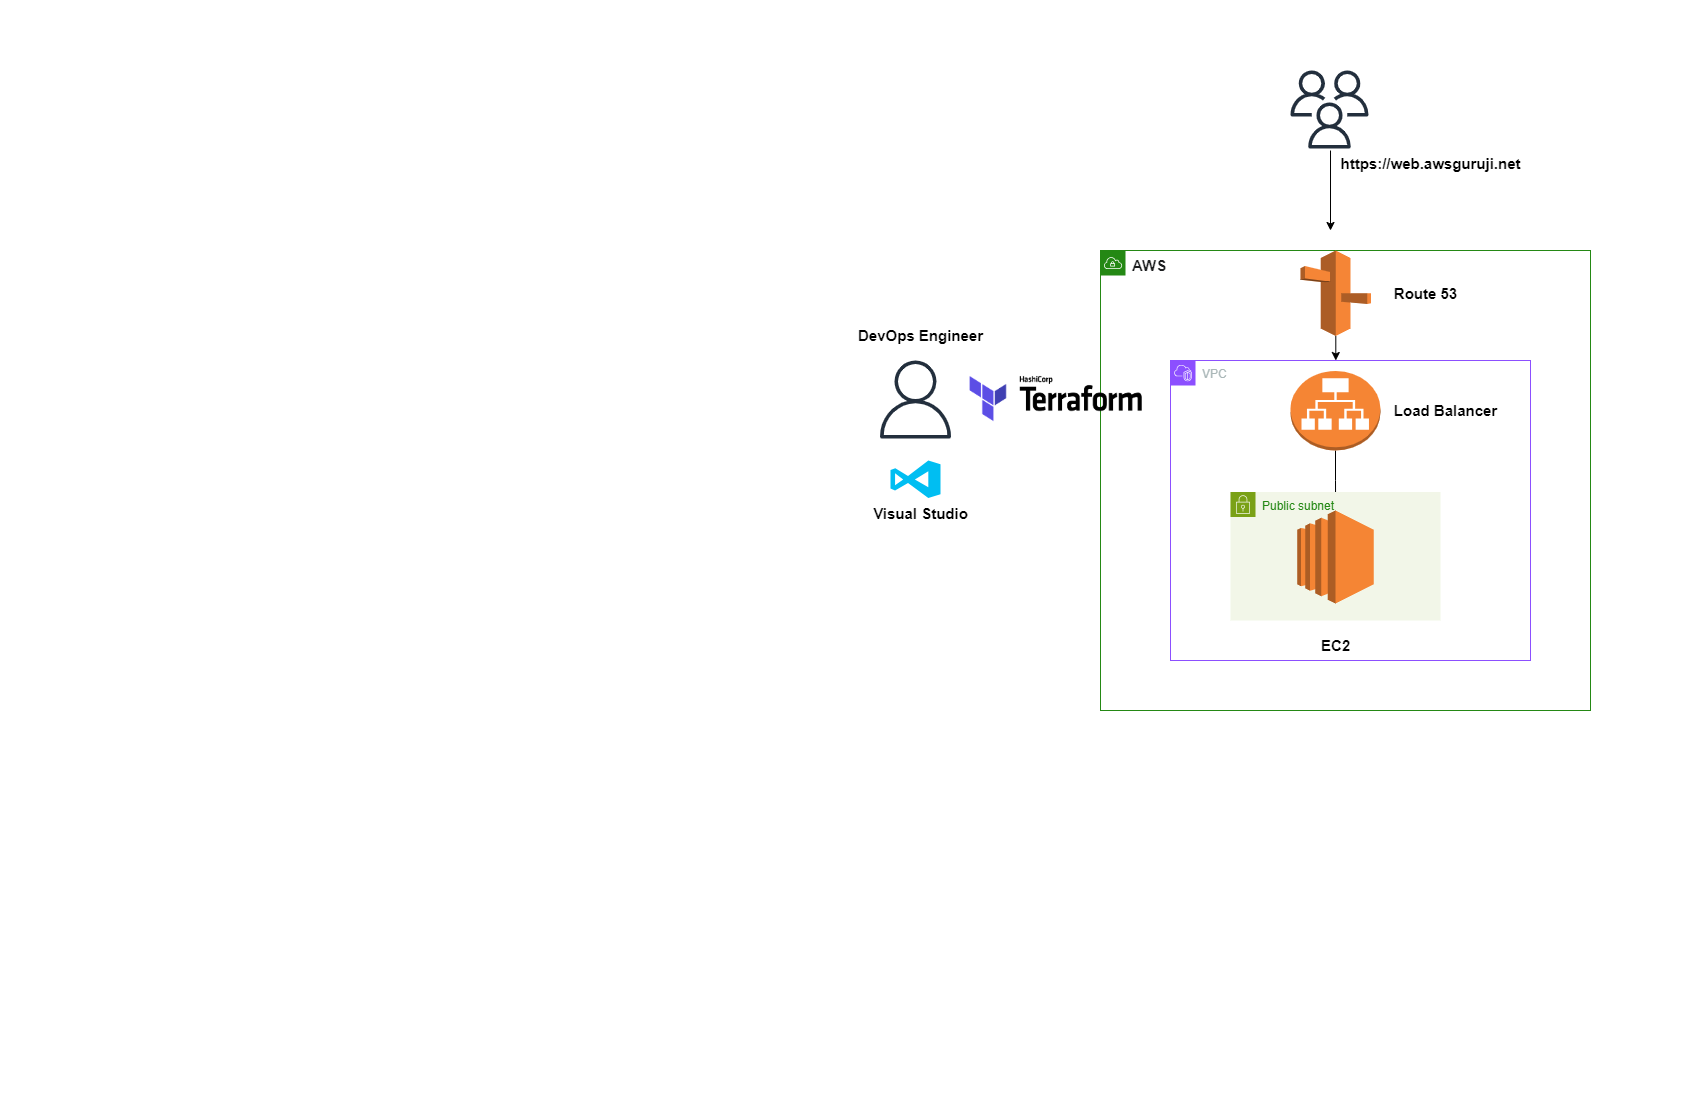 https://web.awsguruji.net
AWS
Route 53
DevOps Engineer
HashiCorp
Terraform
VPC
Load Balancer
Visual Studio
Public subnet
EC2